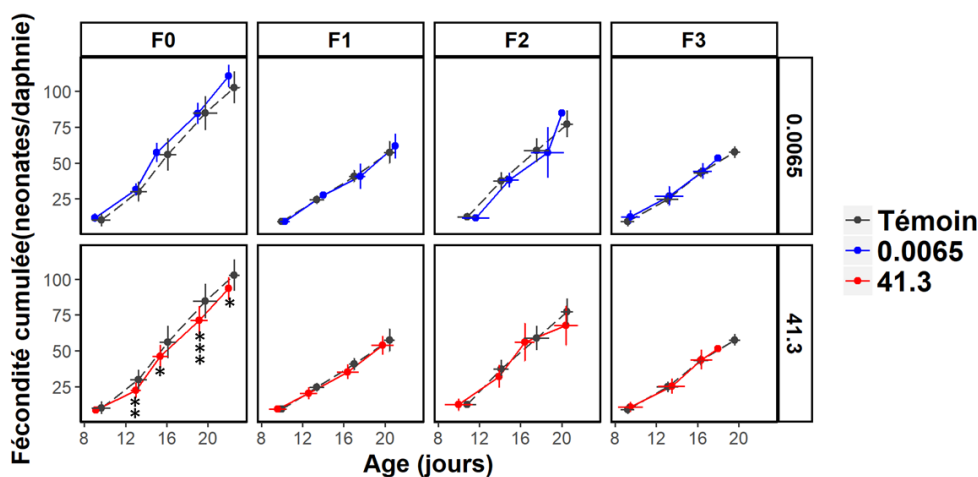 F0 F1 F2 F3
Fécondité cumulée(neonates/daphnie)
100
75
50
25
0.0065
100
75
50
25
41.3
** * *** *
8 12 16 20 8 12 16 20 8 12 16 20 8 12 16 20
Age (jours)
Témoin
0.0065
41.3